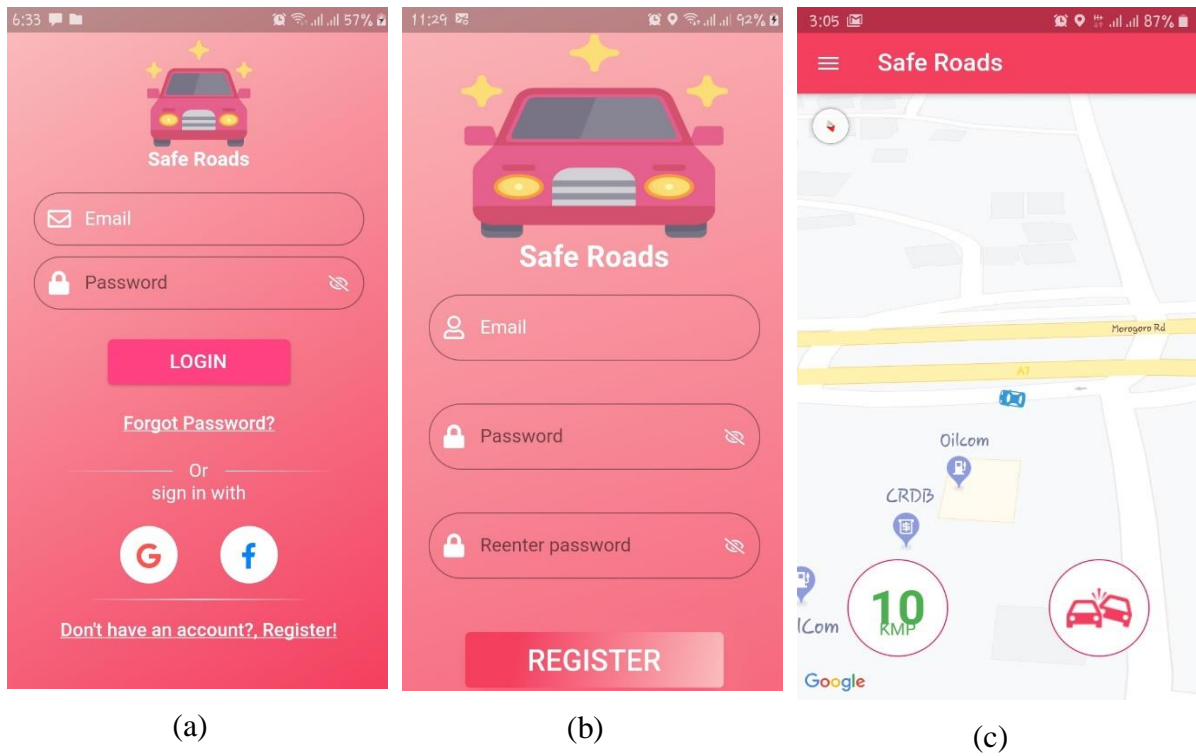 6:33
57%
Safe Roads
Email
Password
LOGIN
Forgot Password?
Or
sign in with
G f
Don't have an account?, Register!
(a)
11:29
92%
Safe Roads
Email
Password
Reenter password
REGISTER
(b)
3:05
87%
Safe Roads
Morogoro Rd
A7
Oilcom
CRDB
10
KMP
lCom
Google
(c)